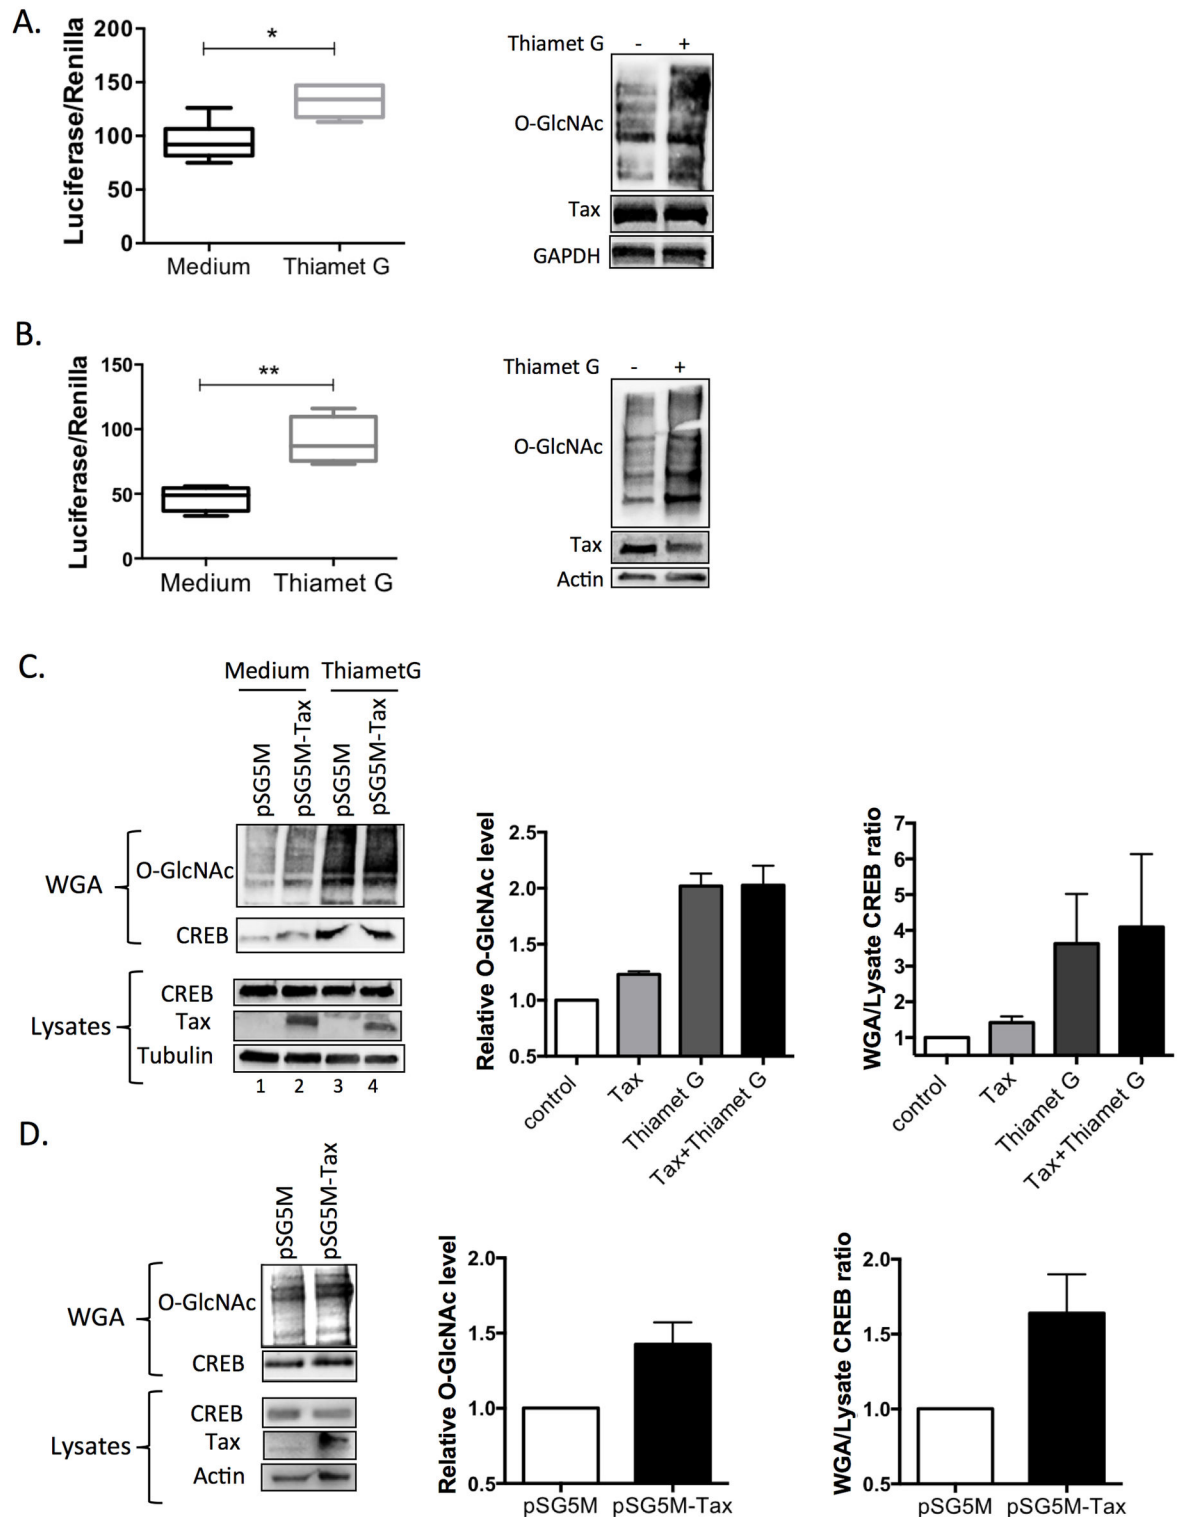 A.
Luciferase/Renilla
200
150
100
50
0
*
Medium
Thiamet G
Thiamet G - +
O-GlcNAc
Tax
GAPDH
B.
Luciferase/Renilla
150
100
50
0
**
Medium
Thiamet G
Thiamet G - +
O-GlcNAc
Tax
Actin
C.
Medium ThiametG
pSG5M
pSG5M-Tax
pSG5M
pSG5M-Tax
WGA
O-GlcNAc
CREB
Lysates
CREB
Tax
Tubulin
1 2 3 4
Relative O-GlcNAc level
2.5
2.0
1.5
1.0
0.5
control
Tax
Thiamet G
Tax+Thiamet G
WGA/Lysate CREB ratio
7
6
5
4
3
2
1
control
Tax
Thiamet G
Tax+Thiamet G
D.
pSG5M
pSG5M-Tax
WGA
O-GlcNAc
CREB
Lysates
CREB
Tax
Actin
Relative O-GlcNAc level
2.0
1.5
1.0
0.5
pSG5M
pSG5M-Tax
WGA/Lysate CREB ratio
2.0
1.5
1.0
0.5
pSG5M
pSG5M-Tax